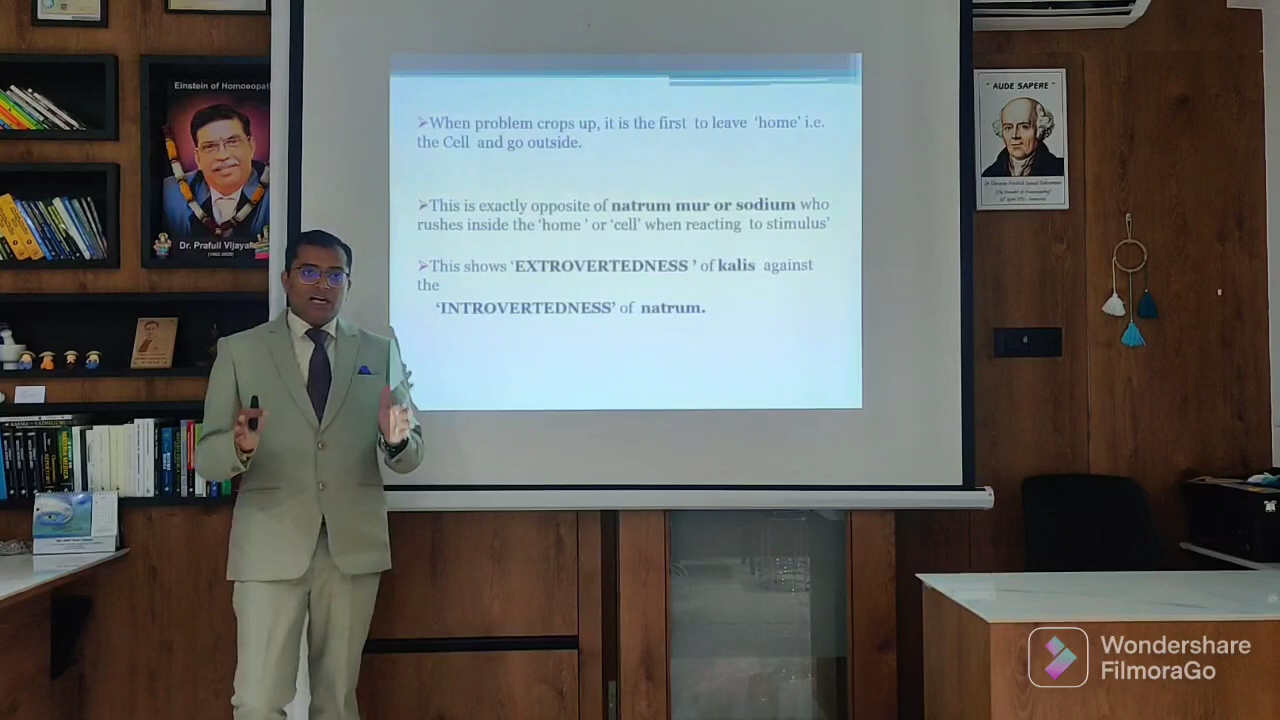 Einstein of Homoeopat
Dr. Prafull Vijayak
" AUDE SAPERE "
➤When problem crops up, it is the first to leave ‘home’ i.e.
the Cell and go outside.
➤This is exactly opposite of natrum mur or sodium who
rushes inside the ‘home ’ or ‘cell’ when reacting to stimulus’
➤This shows ‘EXTROVERTEDNESS ’ of kalis against
the
‘INTROVERTEDNESS’ of natrum.
Wondershare
FilmoraGo